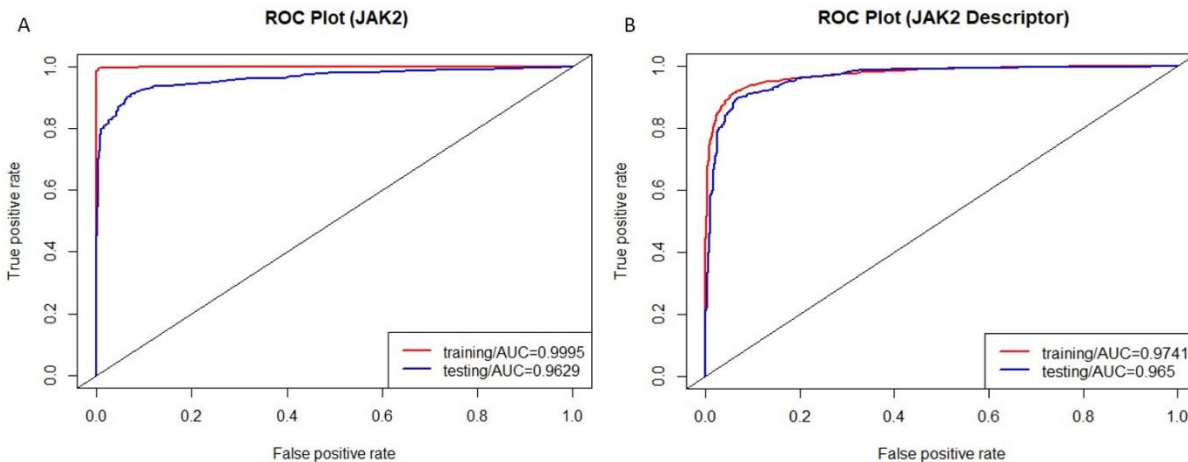 A
ROC Plot (JAK2)
True positive rate
1.0
0.8
0.6
0.4
0.2
0.0
training/AUC=0.9995
testing/AUC=0.9629
0.0 0.2 0.4 0.6 0.8 1.0
False positive rate
B
ROC Plot (JAK2 Descriptor)
True positive rate
1.0
0.8
0.6
0.4
0.2
0.0
training/AUC=0.9741
testing/AUC=0.965
0.0 0.2 0.4 0.6 0.8 1.0
False positive rate